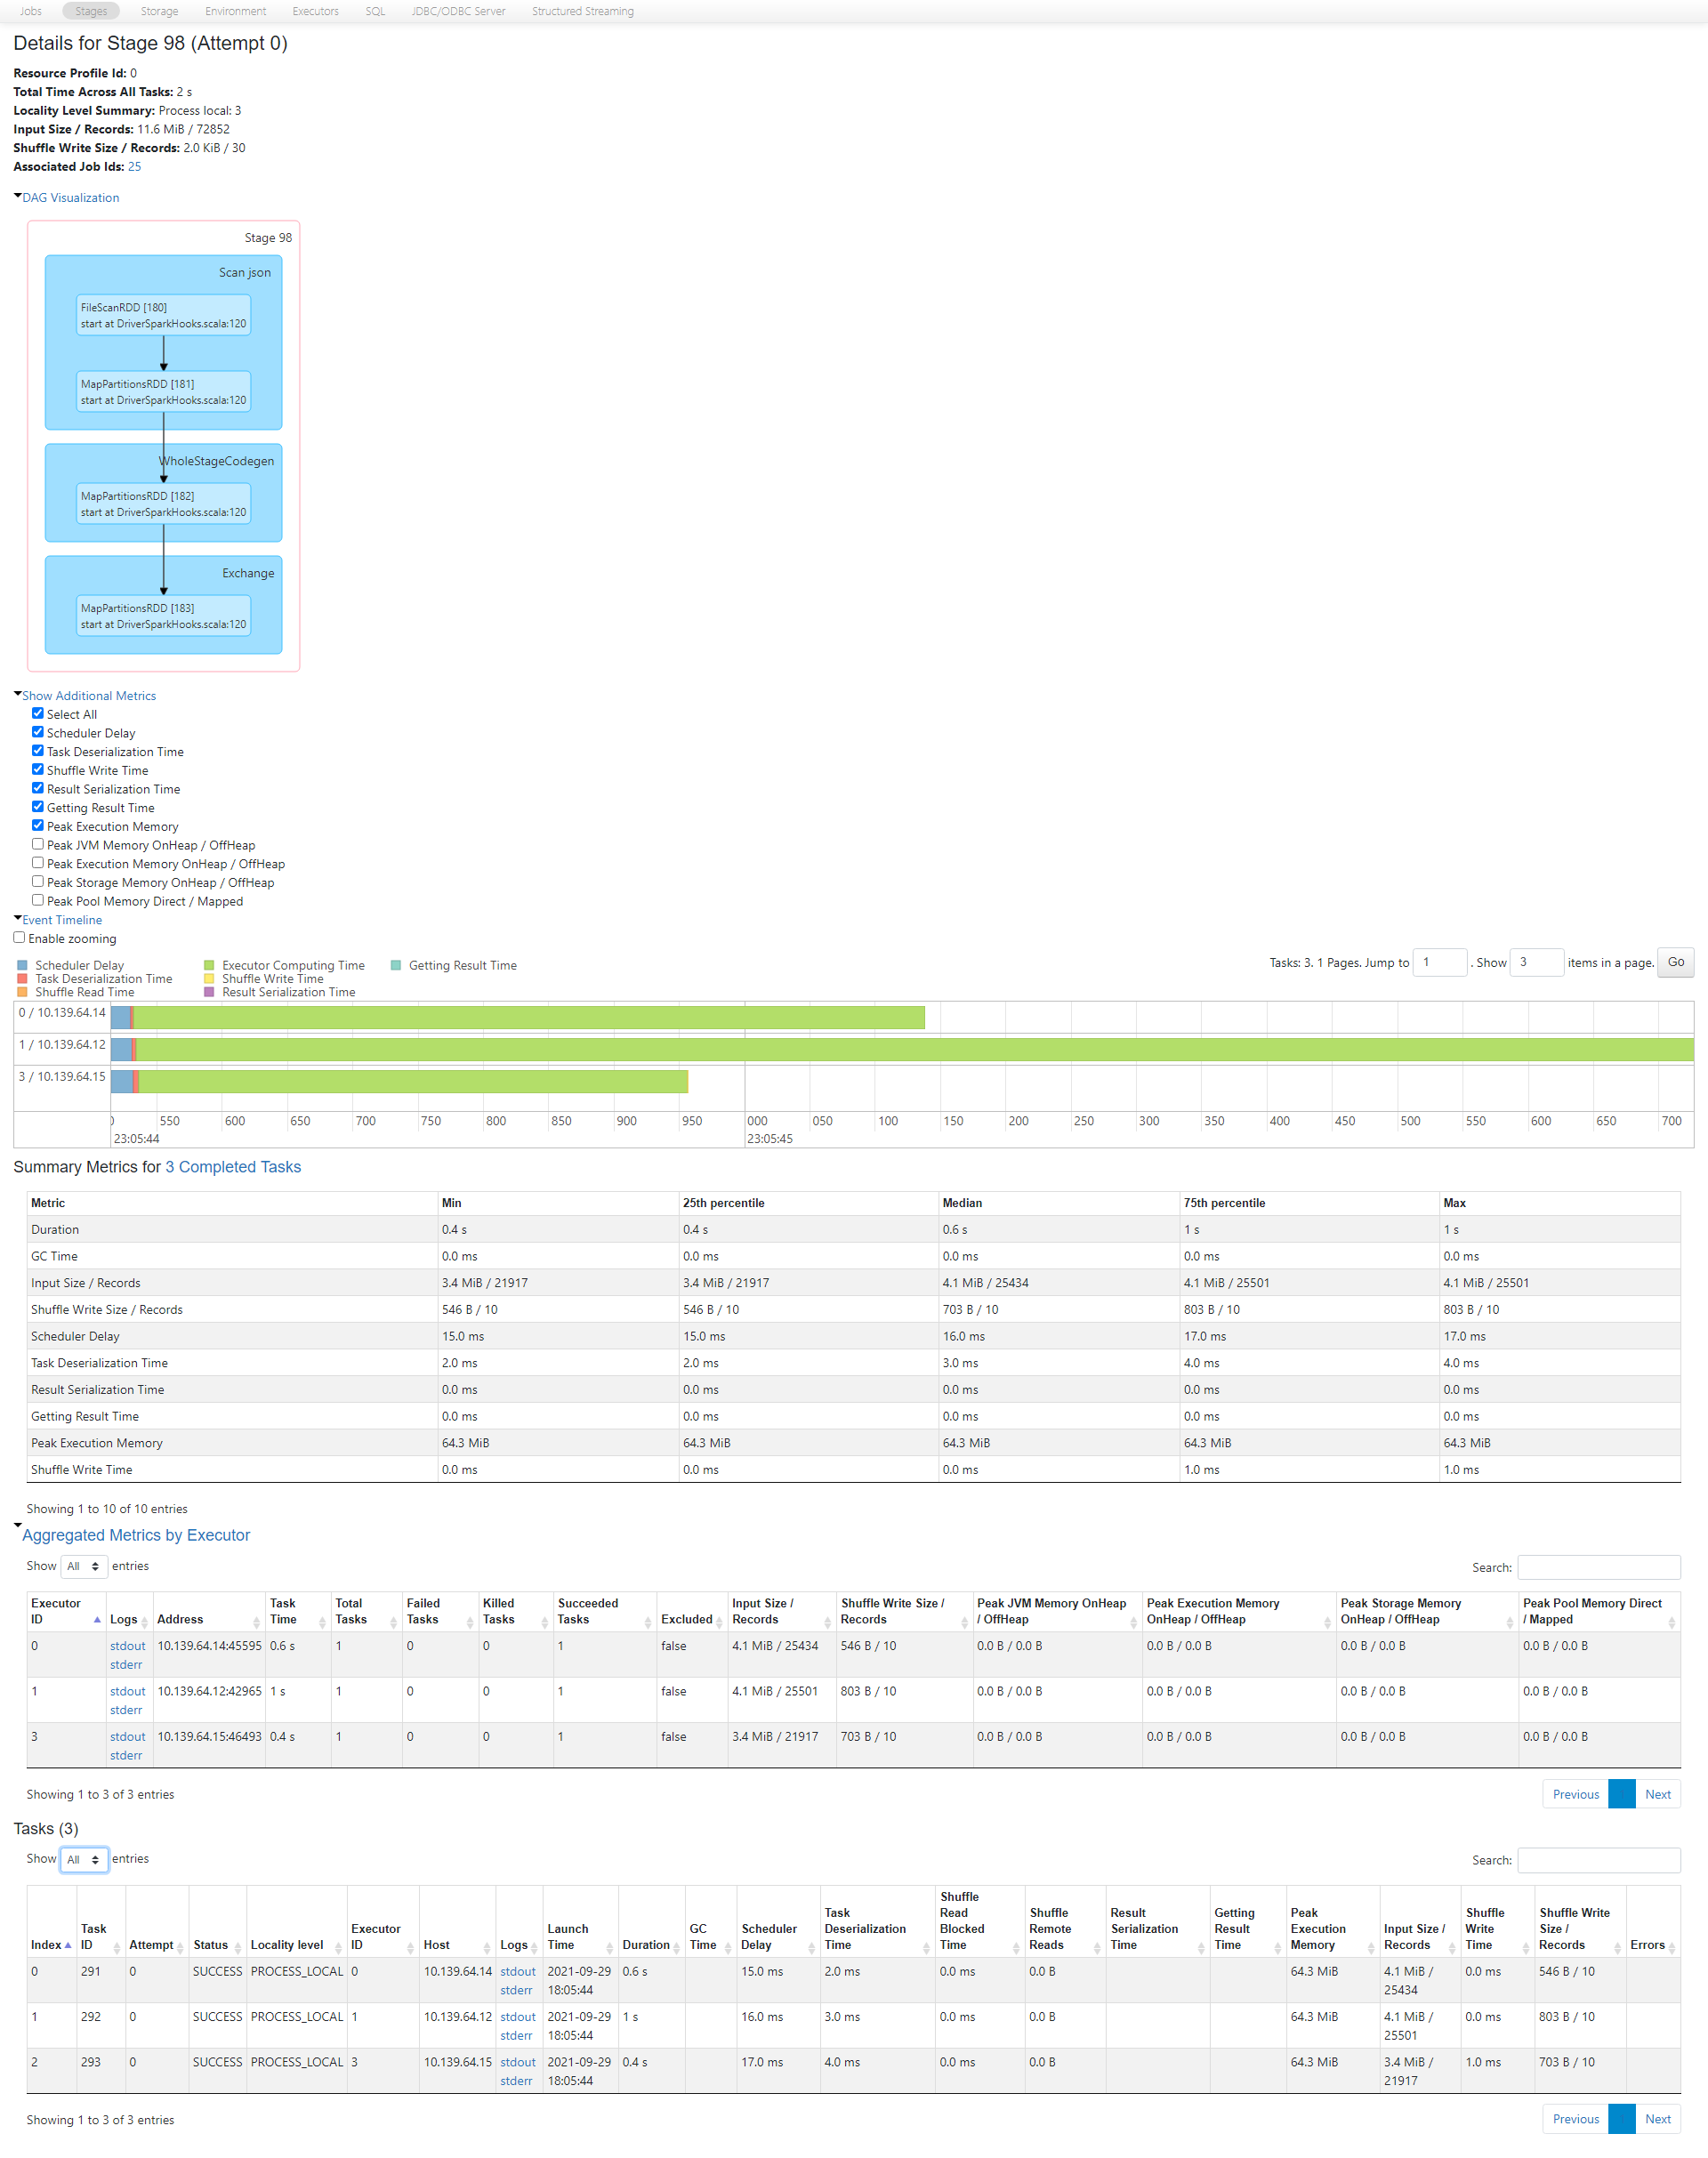 Jobs Stages Storage Environment Executors SQL JDBC/ODBC Server Structured Streaming
Details for Stage 98 (Attempt 0)
Resource Profile Id: 0
Total Time Across All Tasks: 2 s
Locality Level Summary: Process local: 3
Input Size / Records: 11.6 MiB / 72852
Shuffle Write Size / Records: 2.0 KiB / 30
Associated Job Ids: 25
DAG Visualization
Stage 98
Scan json
FileScanRDD [180]
start at DriverSparkHooks.scala:120
MapPartitionsRDD [181]
start at DriverSparkHooks.scala:120
WholeStageCodegen
MapPartitionsRDD [182]
start at DriverSparkHooks.scala:120
Exchange
MapPartitionsRDD [183]
start at DriverSparkHooks.scala:120
Show Additional Metrics
Select All
Scheduler Delay
Task Deserialization Time
Shuffle Write Time
Result Serialization Time
Getting Result Time
Peak Execution Memory
Peak JVM Memory OnHeap / OffHeap
Peak Execution Memory OnHeap / OffHeap
Peak Storage Memory OnHeap / OffHeap
Peak Pool Memory Direct / Mapped
Event Timeline
Enable zooming
Tasks: 3. 1 Pages. Jump to 1 . Show 3 items in a page. Go
Scheduler Delay Executor Computing Time Getting Result Time
Task Deserialization Time Shuffle Write Time
Shuffle Read Time Result Serialization Time
0 / 10.139.64.14
1 / 10.139.64.12
3 / 10.139.64.15
550 600 650 700 750 800 850 900 950 000 050 100 150 200 250 300 350 400 450 500 550 600 650 700
23:05:44 23:05:45
Summary Metrics for 3 Completed Tasks
Metric Min 25th percentile Median 75th percentile Max
Duration 0.4 s 0.4 s 0.6 s 1 s 1 s
GC Time 0.0 ms 0.0 ms 0.0 ms 0.0 ms 0.0 ms
Input Size / Records 3.4 MiB / 21917 3.4 MiB / 21917 4.1 MiB / 25434 4.1 MiB / 25501 4.1 MiB / 25501
Shuffle Write Size / Records 546 B / 10 546 B / 10 703 B / 10 803 B / 10 803 B / 10
Scheduler Delay 15.0 ms 15.0 ms 16.0 ms 17.0 ms 17.0 ms
Task Deserialization Time 2.0 ms 2.0 ms 3.0 ms 4.0 ms 4.0 ms
Result Serialization Time 0.0 ms 0.0 ms 0.0 ms 0.0 ms 0.0 ms
Getting Result Time 0.0 ms 0.0 ms 0.0 ms 0.0 ms 0.0 ms
Peak Execution Memory 64.3 MiB 64.3 MiB 64.3 MiB 64.3 MiB 64.3 MiB
Shuffle Write Time 0.0 ms 0.0 ms 0.0 ms 1.0 ms 1.0 ms
Showing 1 to 10 of 10 entries
Aggregated Metrics by Executor
Show All entries Search:
Executor Task Total Failed Killed Succeeded Input Size / Shuffle Write Size / Peak JVM Memory OnHeap Peak Execution Memory Peak Storage Memory Peak Pool Memory Direct
ID Logs Address Time Tasks Tasks Tasks Tasks Excluded Records Records / OffHeap OnHeap / OffHeap OnHeap / OffHeap / Mapped
0 stdout 10.139.64.14:45595 0.6 s 1 0 0 1 false 4.1 MiB / 25434 546 B / 10 0.0 B / 0.0 B 0.0 B / 0.0 B 0.0 B / 0.0 B 0.0 B / 0.0 B
stderr
1 stdout 10.139.64.12:42965 1 s 1 0 0 1 false 4.1 MiB / 25501 803 B / 10 0.0 B / 0.0 B 0.0 B / 0.0 B 0.0 B / 0.0 B 0.0 B / 0.0 B
stderr
3 stdout 10.139.64.15:46493 0.4 s 1 0 0 1 false 3.4 MiB / 21917 703 B / 10 0.0 B / 0.0 B 0.0 B / 0.0 B 0.0 B / 0.0 B 0.0 B / 0.0 B
stderr
Showing 1 to 3 of 3 entries Previous Next
Tasks (3)
Show All entries Search:
Shuffle
Task Read Shuffle Result Getting Peak Shuffle Shuffle Write
Task Executor Launch GC Scheduler Deserialization Blocked Remote Serialization Result Execution Input Size / Write Size /
Index ID Attempt Status Locality level ID Host Logs Time Duration Time Delay Time Time Reads Time Time Memory Records Time Records Errors
0 291 0 SUCCESS PROCESS_LOCAL 0 10.139.64.14 stdout 2021-09-29 0.6 s 15.0 ms 2.0 ms 0.0 ms 0.0 B 64.3 MiB 4.1 MiB / 0.0 ms 546 B / 10
stderr 18:05:44 25434
1 292 0 SUCCESS PROCESS_LOCAL 1 10.139.64.12 stdout 2021-09-29 1 s 16.0 ms 3.0 ms 0.0 ms 0.0 B 64.3 MiB 4.1 MiB / 0.0 ms 803 B / 10
stderr 18:05:44 25501
2 293 0 SUCCESS PROCESS_LOCAL 3 10.139.64.15 stdout 2021-09-29 0.4 s 17.0 ms 4.0 ms 0.0 ms 0.0 B 64.3 MiB 3.4 MiB / 1.0 ms 703 B / 10
stderr 18:05:44 21917
Showing 1 to 3 of 3 entries Previous Next